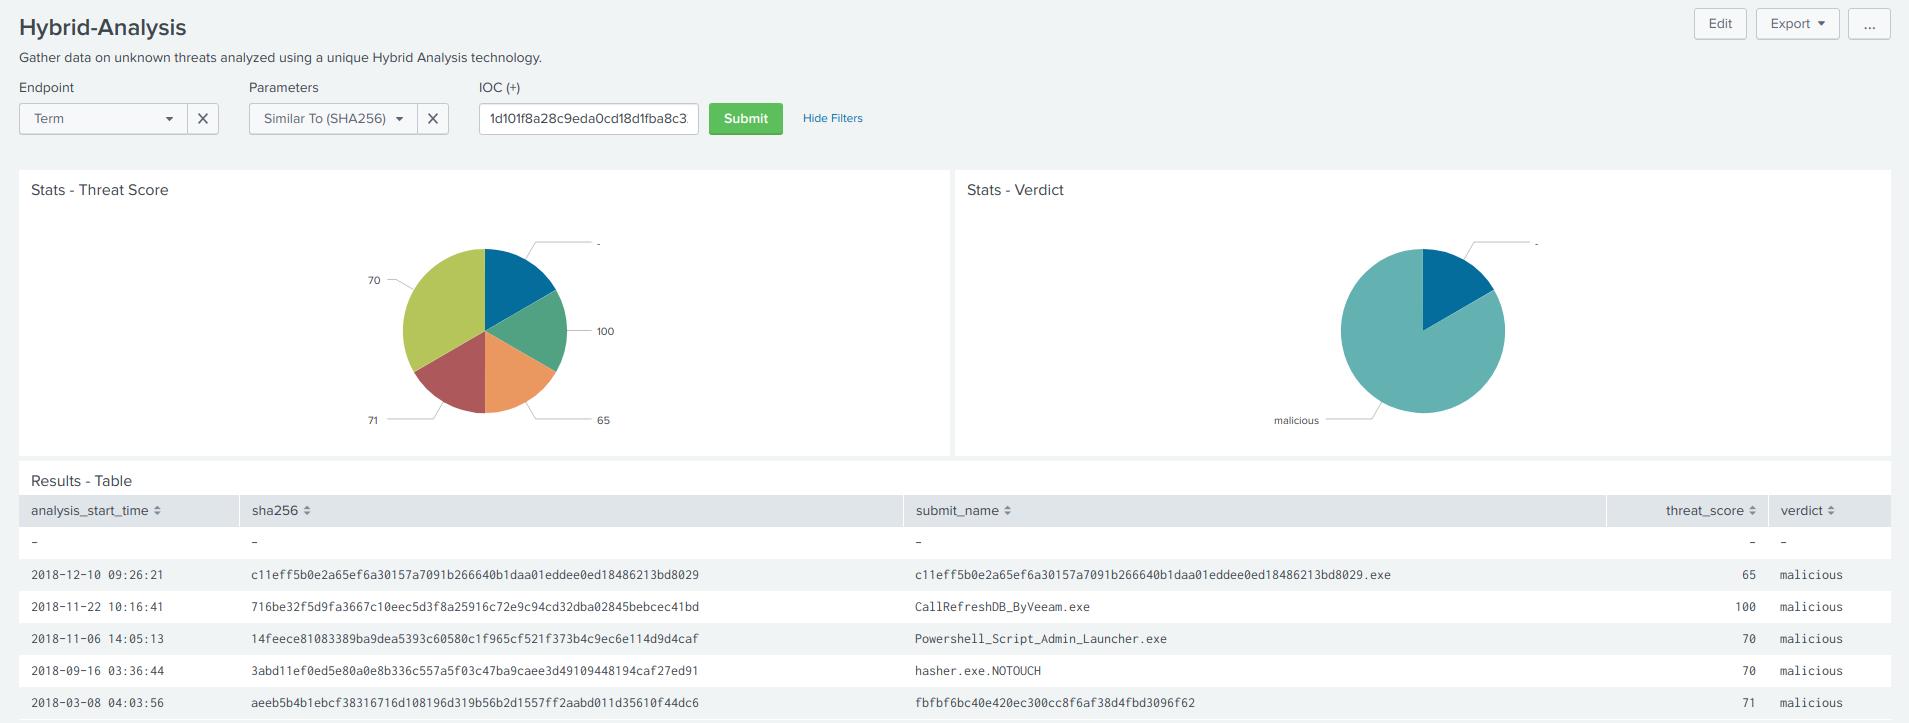 Hybrid-Analysis
Edit
Export
...
Gather data on unknown threats analyzed using a unique Hybrid Analysis technology.
Endpoint
Parameters
IOC (+)
Term
Similar To (SHA256)
1d101f8a28c9eda0cd18d1fba8c3
Submit
Hide Filters
Stats - Threat Score
-
70
100
71
65
Stats - Verdict
-
malicious
Results - Table
analysis_start_time sha256 submit_name threat_score verdict
- - - - -
2018-12-10 09:26:21 c11eff5b0e2a65ef6a30157a7091b266640b1daa01eddee0ed18486213bd8029 c11eff5b0e2a65ef6a30157a7091b266640b1daa01eddee0ed18486213bd8029.exe 65 malicious
2018-11-22 10:16:41 716be32f5d9fa3667c10eec5d3f8a25916c72e9c94cd32dba02845bebcec41bd CallRefreshDB_ByVeeam.exe 100 malicious
2018-11-06 14:05:13 14feece81083389ba9dea5393c60580c1f965cf521f373b4c9ec6e114d9d4caf Powershell_Script_Admin_Launcher.exe 70 malicious
2018-09-16 03:36:44 3abd11ef0ed5e80a0e8b336c557a5f03c47ba9caee3d49109448194caf27ed91 hasher.exe.NOTOUCH 70 malicious
2018-03-08 04:03:56 aeeb5b4b1ebcf38316716d108196d319b56b2d1557ff2aabd011d35610f44dc6 fbfbf6bc40e420ec300cc8f6af38d4fbd3096f62 71 malicious